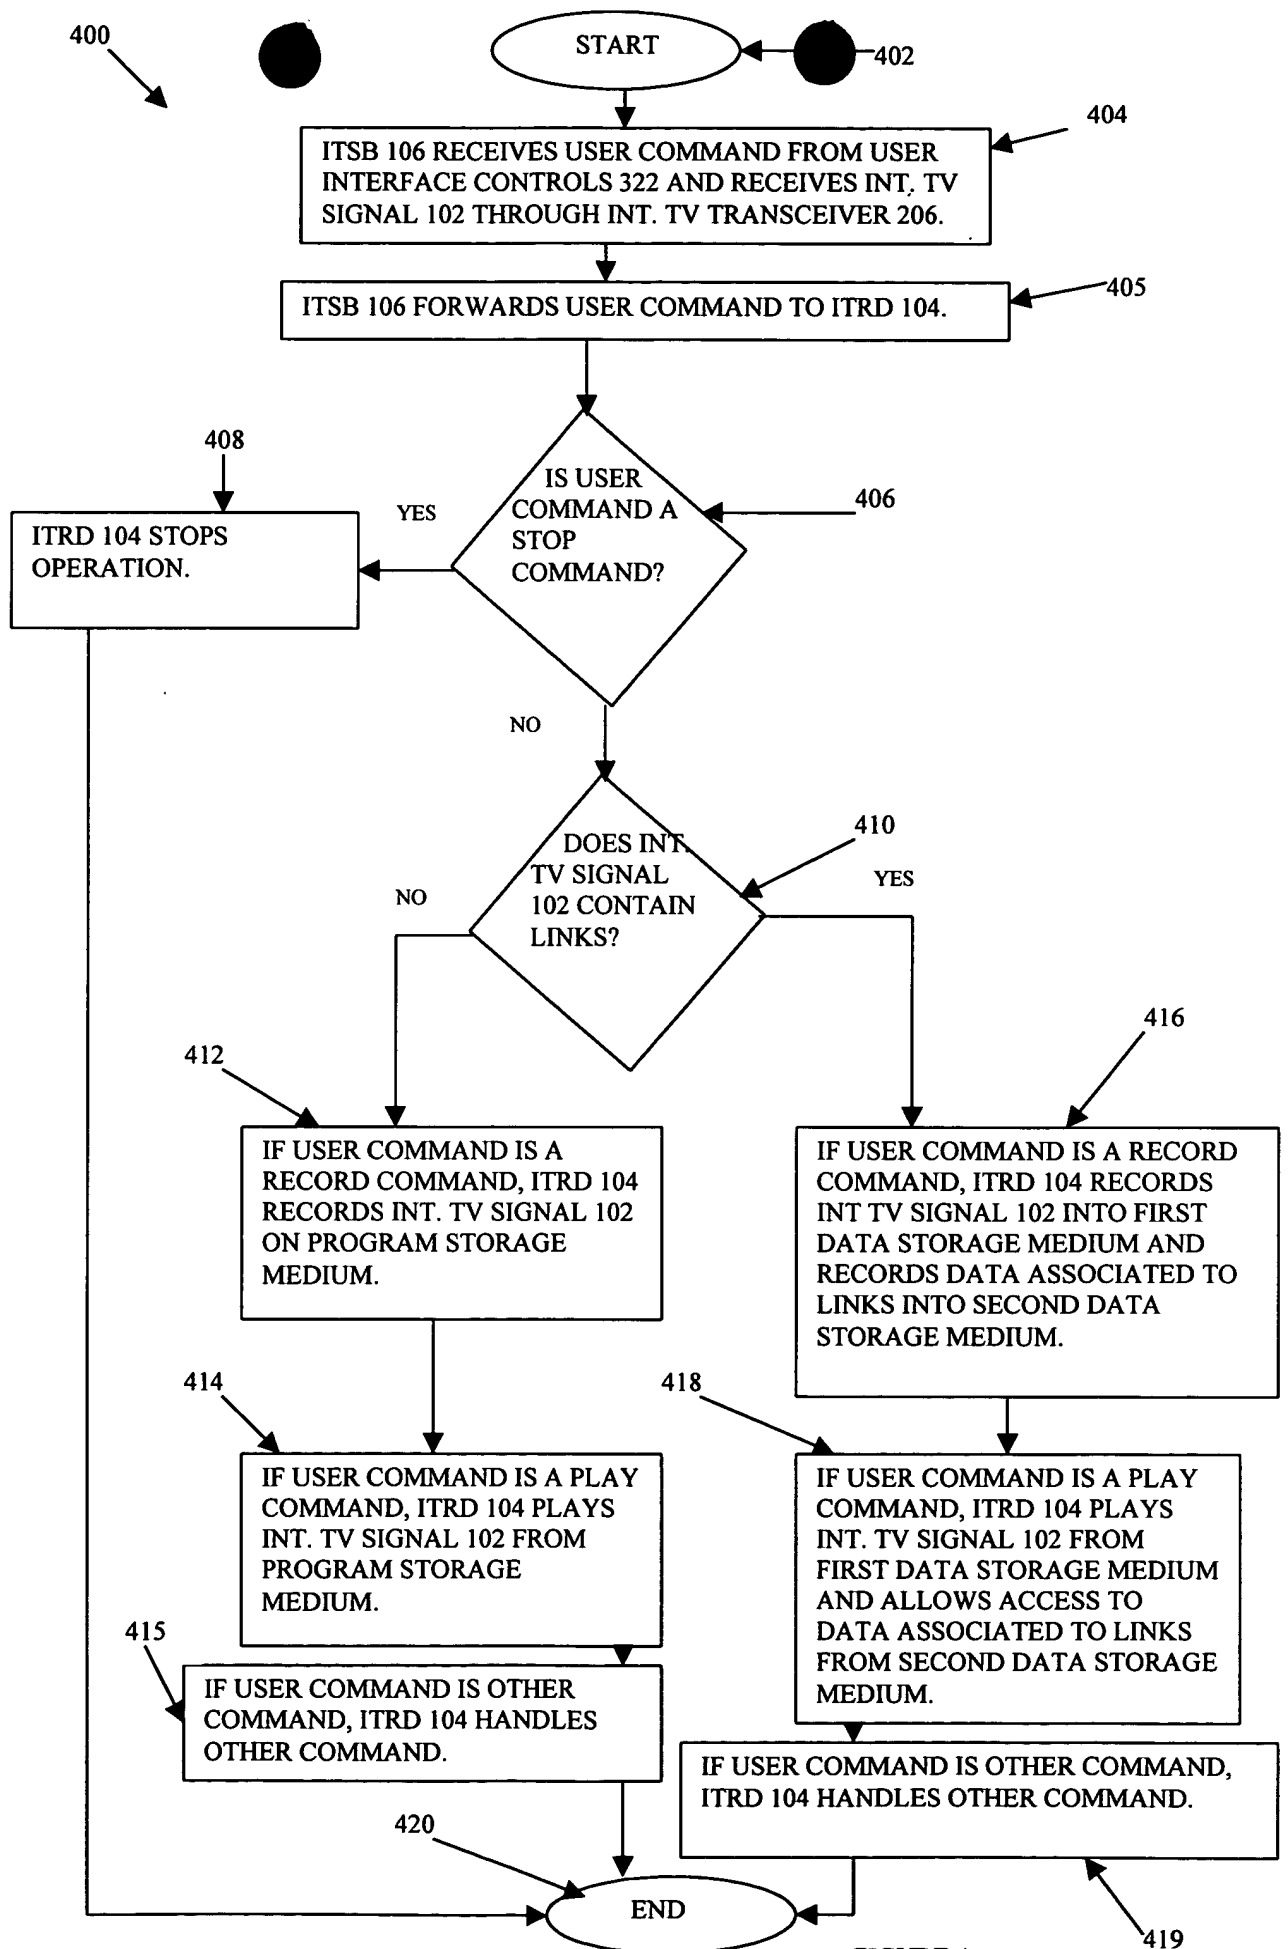 400
START
402
404
ITSB 106 RECEIVES USER COMMAND FROM USER
INTERFACE CONTROLS 322 AND RECEIVES INT. TV
SIGNAL 102 THROUGH INT. TV TRANSCEIVER 206.
405
ITSB 106 FORWARDS USER COMMAND TO ITRD 104.
408
IS USER
COMMAND A
STOP
COMMAND?
406
YES
ITRD 104 STOPS
OPERATION.
NO
DOES INT.
TV SIGNAL
102 CONTAIN
LINKS?
410
NO
YES
412
416
IF USER COMMAND IS A
RECORD COMMAND, ITRD 104
RECORDS INT. TV SIGNAL 102
ON PROGRAM STORAGE
MEDIUM.
IF USER COMMAND IS A RECORD
COMMAND, ITRD 104 RECORDS
INT TV SIGNAL 102 INTO FIRST
DATA STORAGE MEDIUM AND
RECORDS DATA ASSOCIATED TO
LINKS INTO SECOND DATA
STORAGE MEDIUM.
414
418
IF USER COMMAND IS A PLAY
COMMAND, ITRD 104 PLAYS
INT. TV SIGNAL 102 FROM
PROGRAM STORAGE
MEDIUM.
IF USER COMMAND IS A PLAY
COMMAND, ITRD 104 PLAYS
INT. TV SIGNAL 102 FROM
FIRST DATA STORAGE MEDIUM
AND ALLOWS ACCESS TO
DATA ASSOCIATED TO LINKS
FROM SECOND DATA STORAGE
MEDIUM.
415
IF USER COMMAND IS OTHER
COMMAND, ITRD 104 HANDLES
OTHER COMMAND.
IF USER COMMAND IS OTHER COMMAND,
ITRD 104 HANDLES OTHER COMMAND.
420
END
419